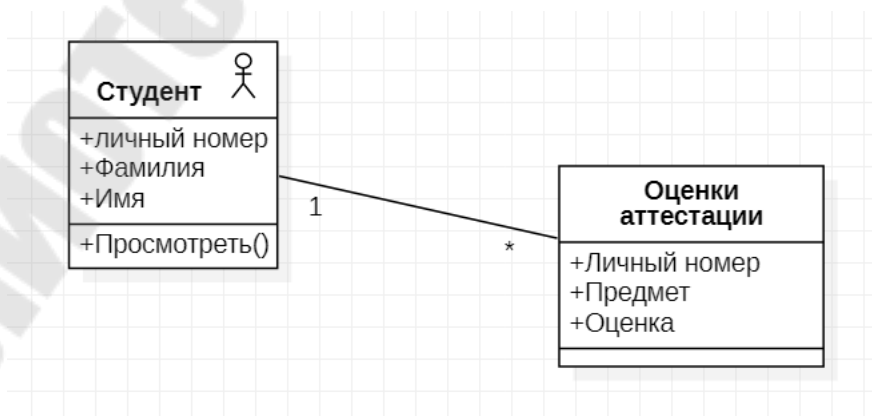 Студент
+личный номер
+Фамилия
+Имя
+Просмотреть()
1
*
Оценки
аттестации
+Личный номер
+Предмет
+Оценка